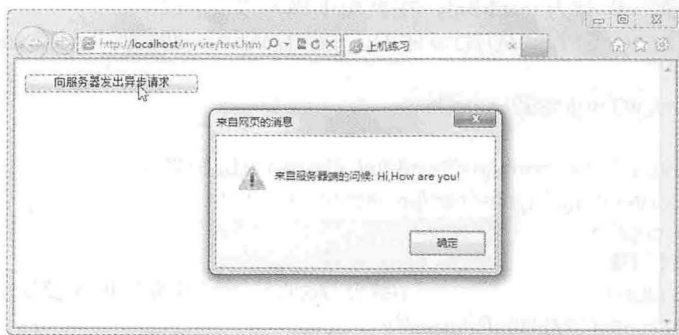 http://localhost/mysite/test.htm
上机练习
向服务器发出异步请求
来自网页的消息
来自服务器端的问候: Hi,How are you!
确定